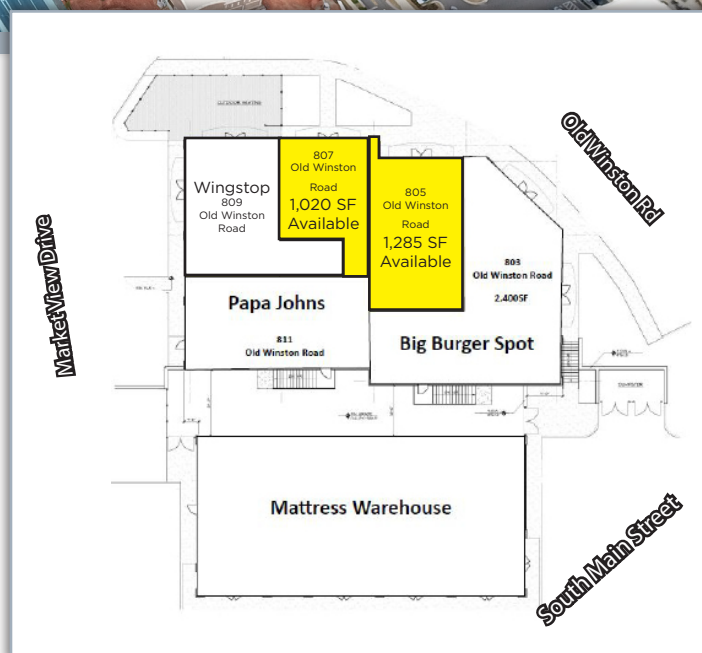 OUTDOOR SEATING
Old Winston Rd
Market View Drive
Wingstop
809
Old Winston
Road
807
Old Winston
Road
1,020 SF
Available
805
Old Winston
Road
1,285 SF
Available
803
Old Winston Road
2.400SF
Papa Johns
811
Old Winston Road
Big Burger Spot
Mattress Warehouse
South Main Street